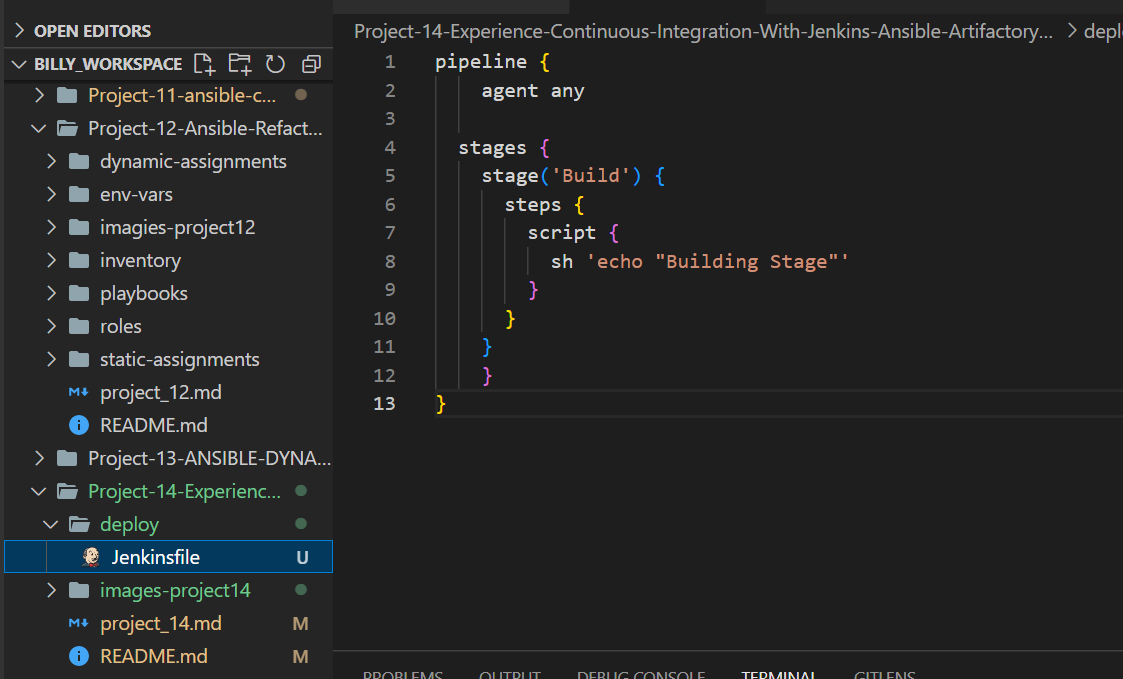 OPEN EDITORS
BILLY_WORKSPACE
Project-11-ansible-c...
Project-12-Ansible-Refact...
dynamic-assignments
env-vars
imagies-project12
inventory
playbooks
roles
static-assignments
project_12.md
README.md
Project-13-ANSIBLE-DYNA...
Project-14-Experienc...
deploy
Jenkinsfile U
images-project14
project_14.md M
README.md M
Project-14-Experience-Continuous-Integration-With-Jenkins-Ansible-Artifactory... > depl
1 pipeline {
2 agent any
3
4 stages {
5 stage('Build') {
6 steps {
7 script {
8 sh 'echo "Building Stage"'
9 }
10 }
11 }
12 }
13 }
PROBLEMS OUTPUT DEBUG CONSOLE TERMINAL GITLENS